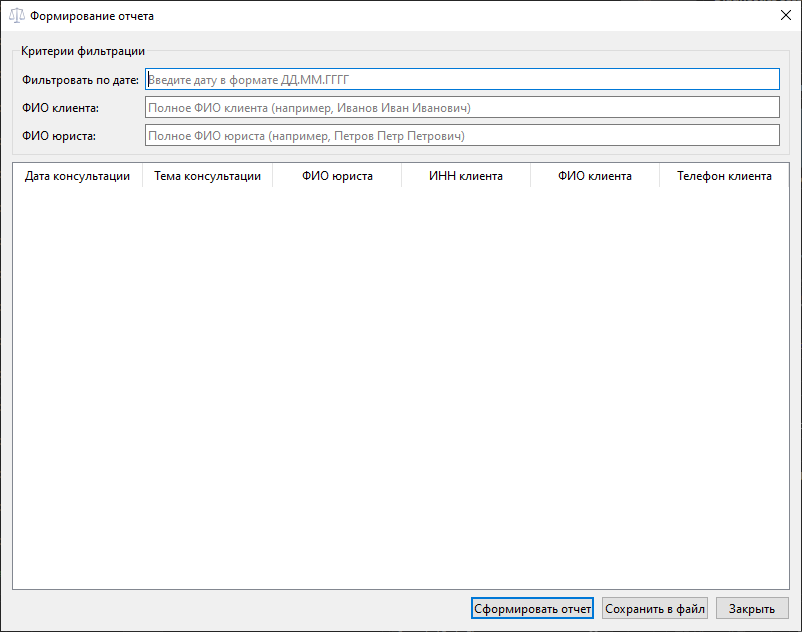 Формирование отчета
Критерии фильтрации
Фильтровать по дате: Введите дату в формате ДД.ММ.ГГГГ
ФИО клиента: Полное ФИО клиента (например, Иванов Иван Иванович)
ФИО юриста: Полное ФИО юриста (например, Петров Петр Петрович)
Дата консультации Тема консультации ФИО юриста ИНН клиента ФИО клиента Телефон клиента
Сформировать отчет Сохранить в файл Закрыть